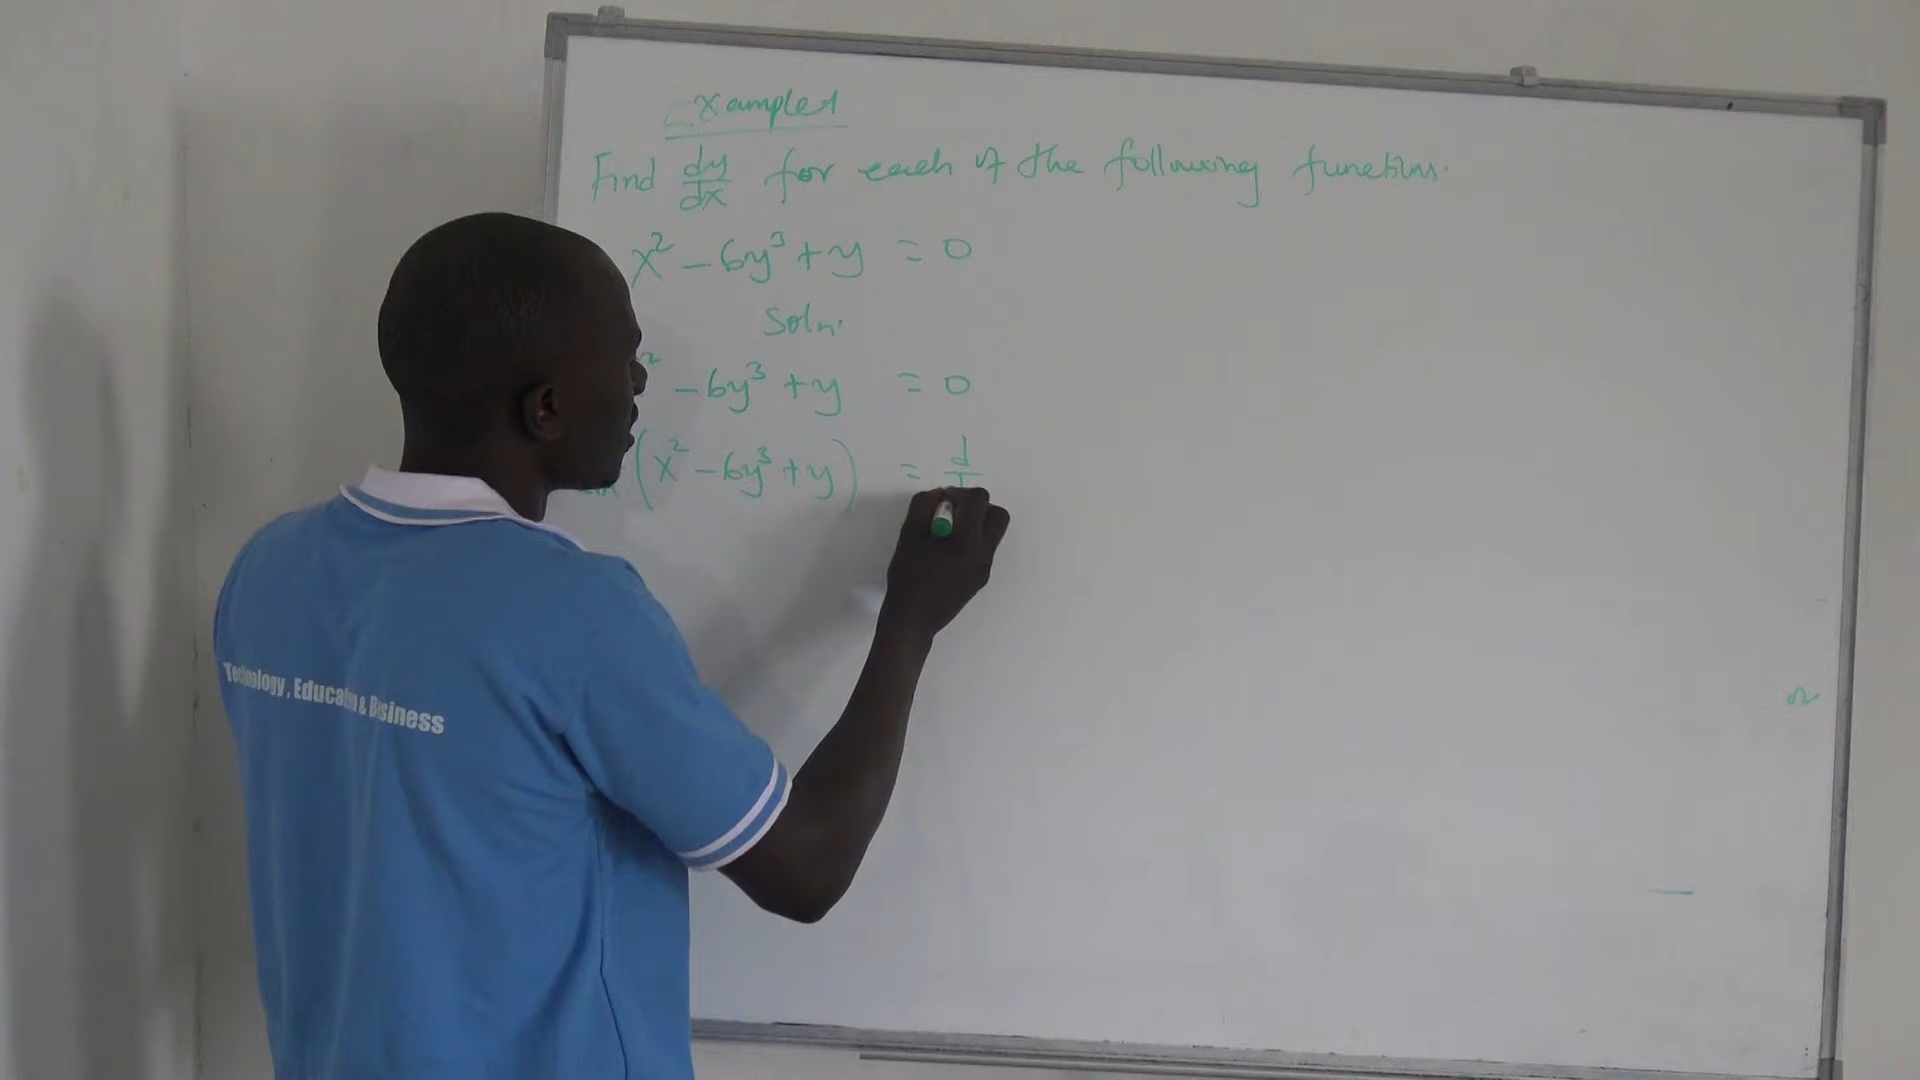 Example 1
Find dy/dx for each of the following functions.
x² - 6y³ + y = 0
Soln.
² - 6y³ + y = 0
(x² - 6y³ + y) = d
Technology, Education & Business